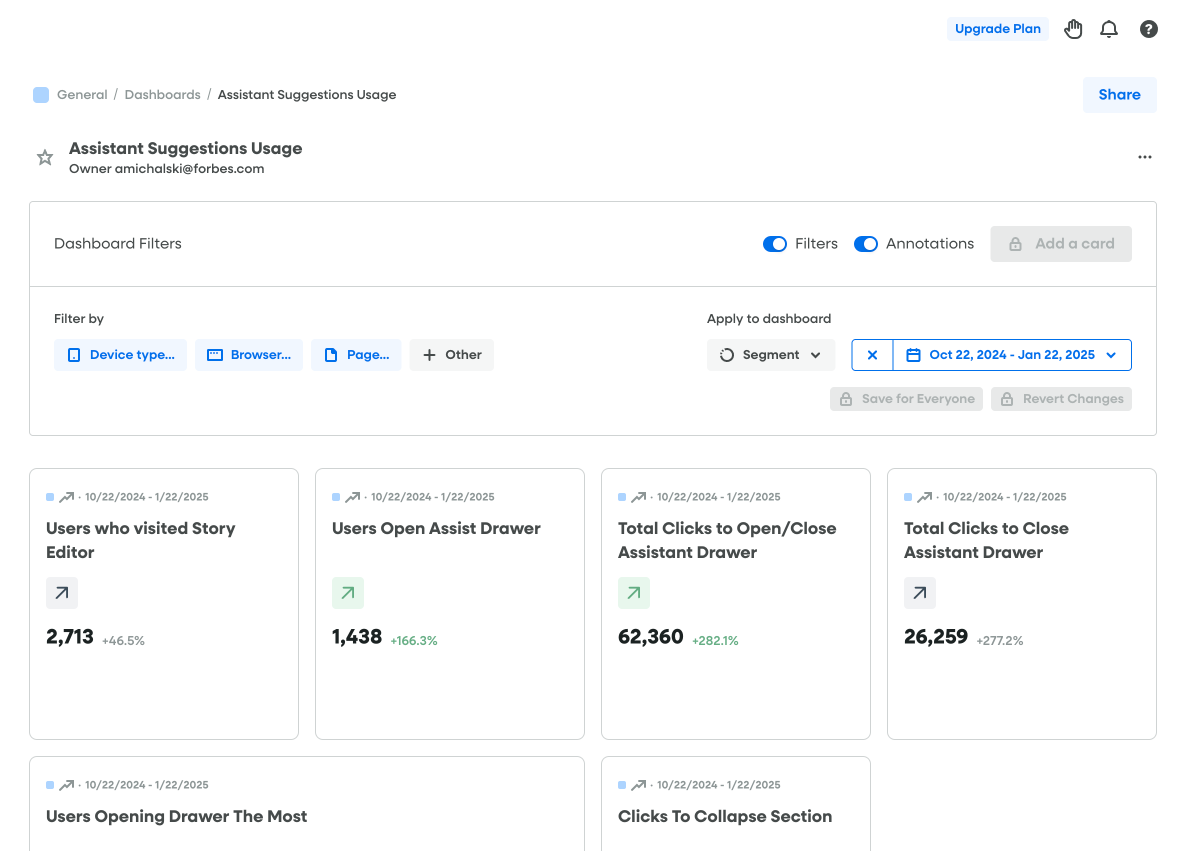 Upgrade Plan
General / Dashboards / Assistant Suggestions Usage
Share
Assistant Suggestions Usage
Owner amichalski@forbes.com
Dashboard Filters
Filters
Annotations
Add a card
Filter by
Apply to dashboard
Device type...
Browser...
Page...
Other
Segment
Oct 22, 2024 - Jan 22, 2025
Save for Everyone
Revert Changes
· 10/22/2024 - 1/22/2025
Users who visited Story
Editor
2,713 +46.5%
· 10/22/2024 - 1/22/2025
Users Open Assist Drawer
1,438 +166.3%
· 10/22/2024 - 1/22/2025
Total Clicks to Open/Close
Assistant Drawer
62,360 +282.1%
· 10/22/2024 - 1/22/2025
Total Clicks to Close
Assistant Drawer
26,259 +277.2%
· 10/22/2024 - 1/22/2025
Users Opening Drawer The Most
· 10/22/2024 - 1/22/2025
Clicks To Collapse Section